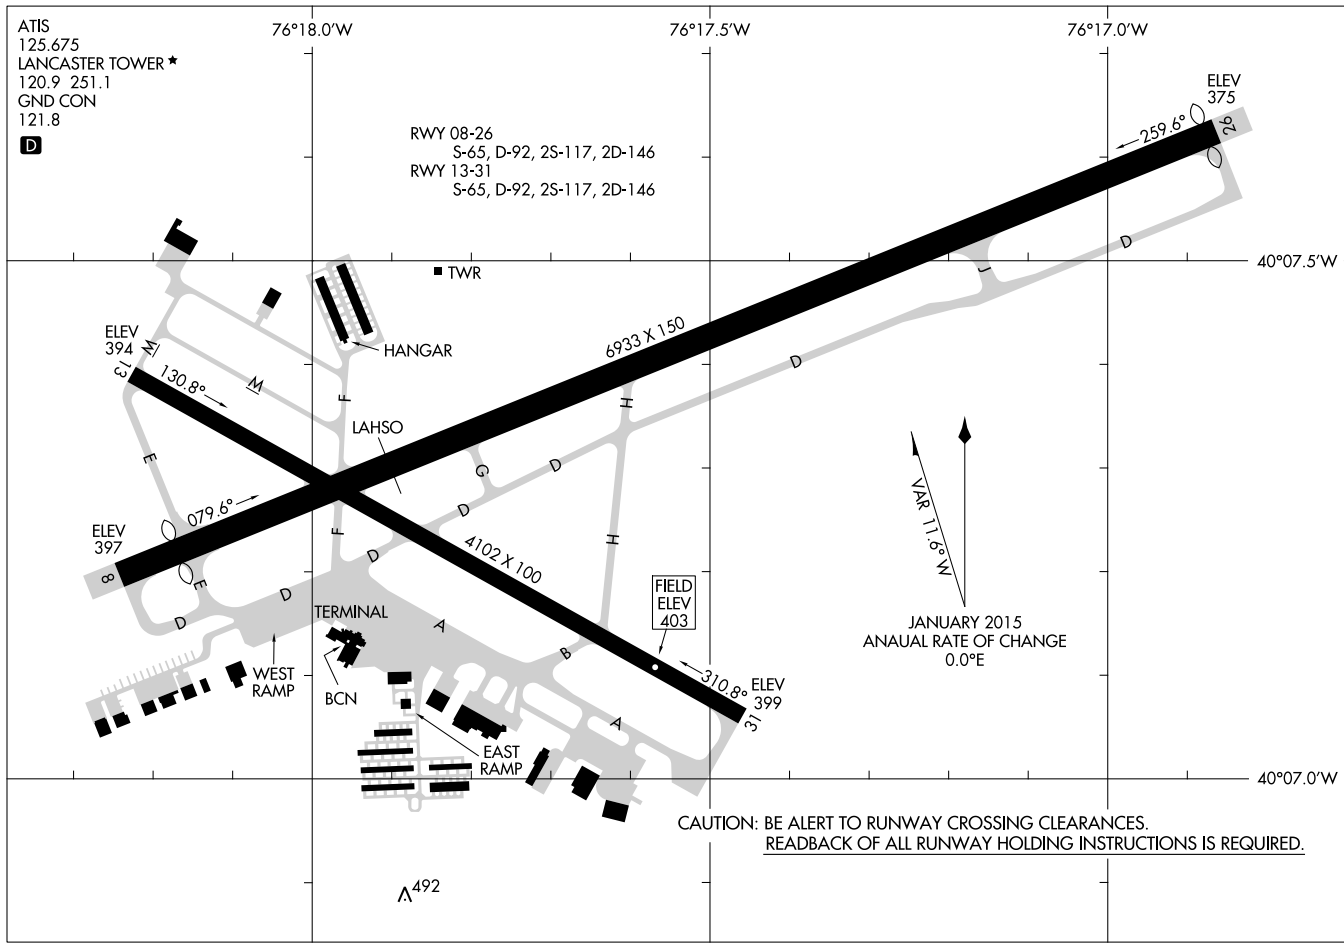 ATIS
125.675
LANCASTER TOWER★
120.9 251.1
GND CON
121.8
D
76°18.0'W
76°17.5'W
76°17.0'W
RWY 08-26
S-65, D-92, 2S-117, 2D-146
RWY 13-31
S-65, D-92, 2S-117, 2D-146
ELEV
375
26
259.6°
D
J
40°07.5'W
TWR
HANGAR
6933 X 150
D
ELEV
394
13
M
130.8°
M
F
H
LAHSO
E
G
D
D
079.6°
F
H
D
4102 X 100
ELEV
397
8
E
D
D
TERMINAL
A
B
FIELD
ELEV
403
VAR 11.6° W
JANUARY 2015
ANAUAL RATE OF CHANGE
0.0°E
WEST
RAMP
BCN
310.8°
ELEV
399
31
A
EAST
RAMP
40°07.0'W
CAUTION: BE ALERT TO RUNWAY CROSSING CLEARANCES.
READBACK OF ALL RUNWAY HOLDING INSTRUCTIONS IS REQUIRED.
492